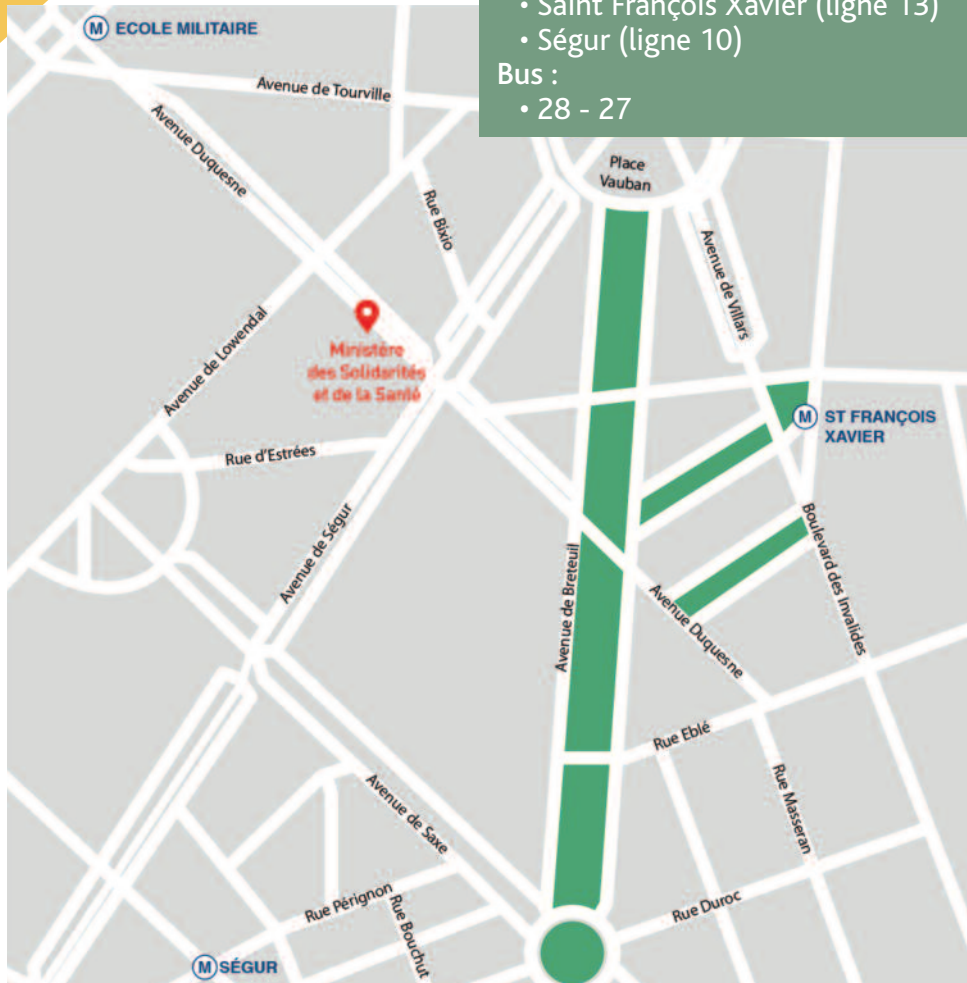 • Saint François Xavier (ligne 13)
• Ségur (ligne 10)
Bus :
• 28 - 27
M ECOLE MILITAIRE
Avenue de Tourville
Avenue Duquesne
Place
Vauban
Rue Bixio
Avenue de Villars
Avenue de Lowendal
Ministère
des Solidarités
et de la Santé
M ST FRANÇOIS
XAVIER
Rue d'Estrées
Avenue de Ségur
Boulevard des Invalides
Avenue de Breteuil
Avenue Duquesne
Rue Eblé
Rue Masseran
Avenue de Saxe
Rue Pérignon
Rue Bouchut
Rue Duroc
M SÉGUR